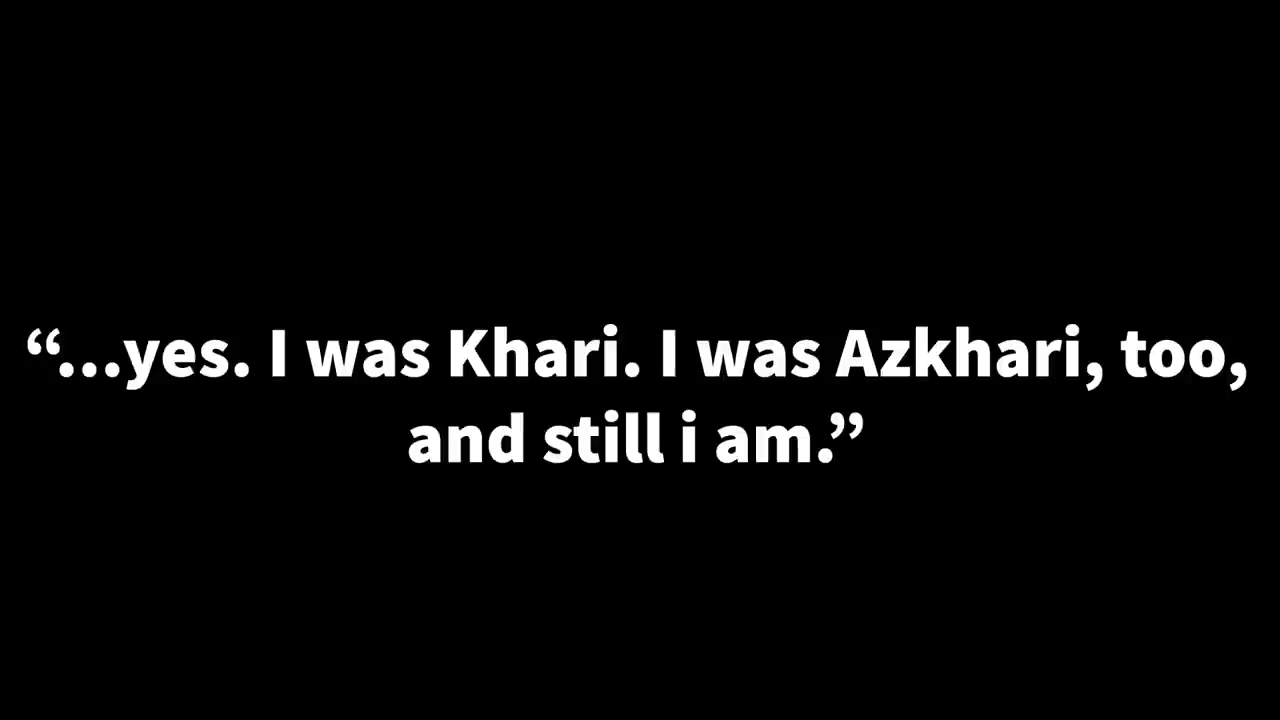 “...yes. I was Khari. I was Azkhari, too,
and still i am.”